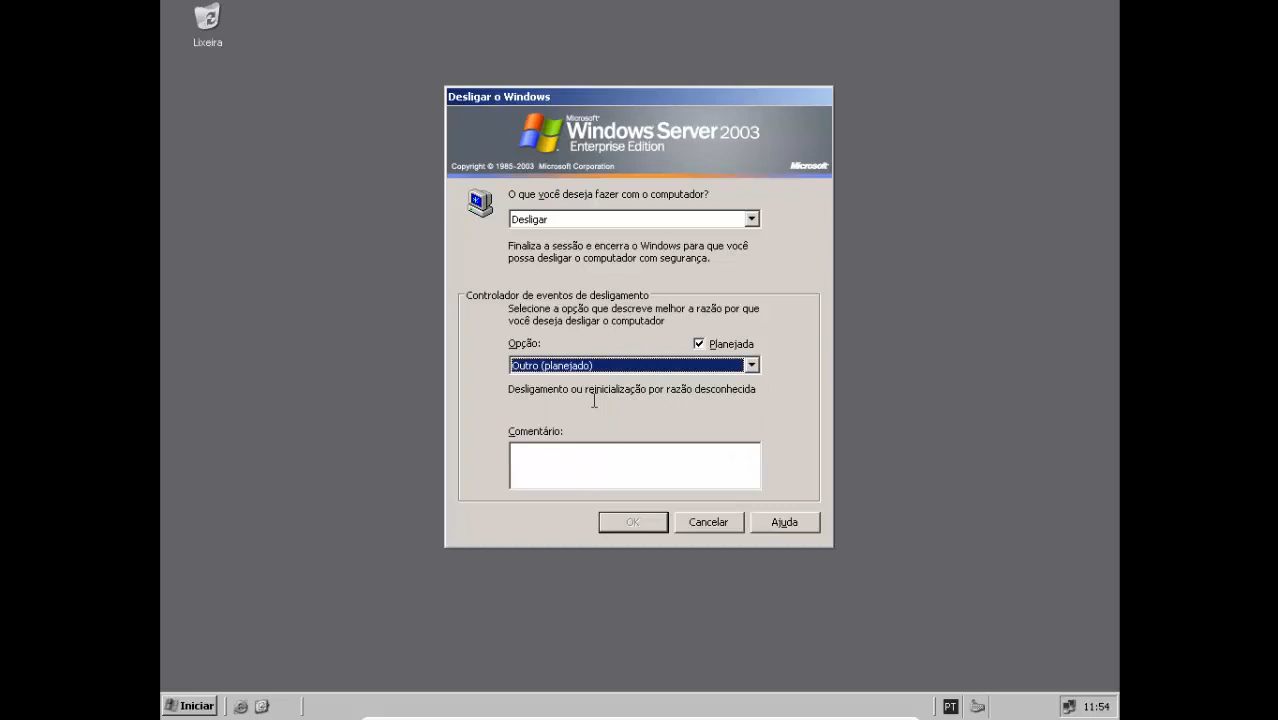 Lixeira
Desligar o Windows
Microsoft
Windows Server 2003
Enterprise Edition
Copyright © 1985-2003 Microsoft Corporation
Microsoft
O que você deseja fazer com o computador?
Desligar
Finaliza a sessão e encerra o Windows para que você
possa desligar o computador com segurança.
Controlador de eventos de desligamento
Selecione a opção que descreve melhor a razão por que
você deseja desligar o computador
Opção:
Planejada
Outro (planejado)
Desligamento ou reinicialização por razão desconhecida
Comentário:
OK
Cancelar
Ajuda
Iniciar
PT
11:54